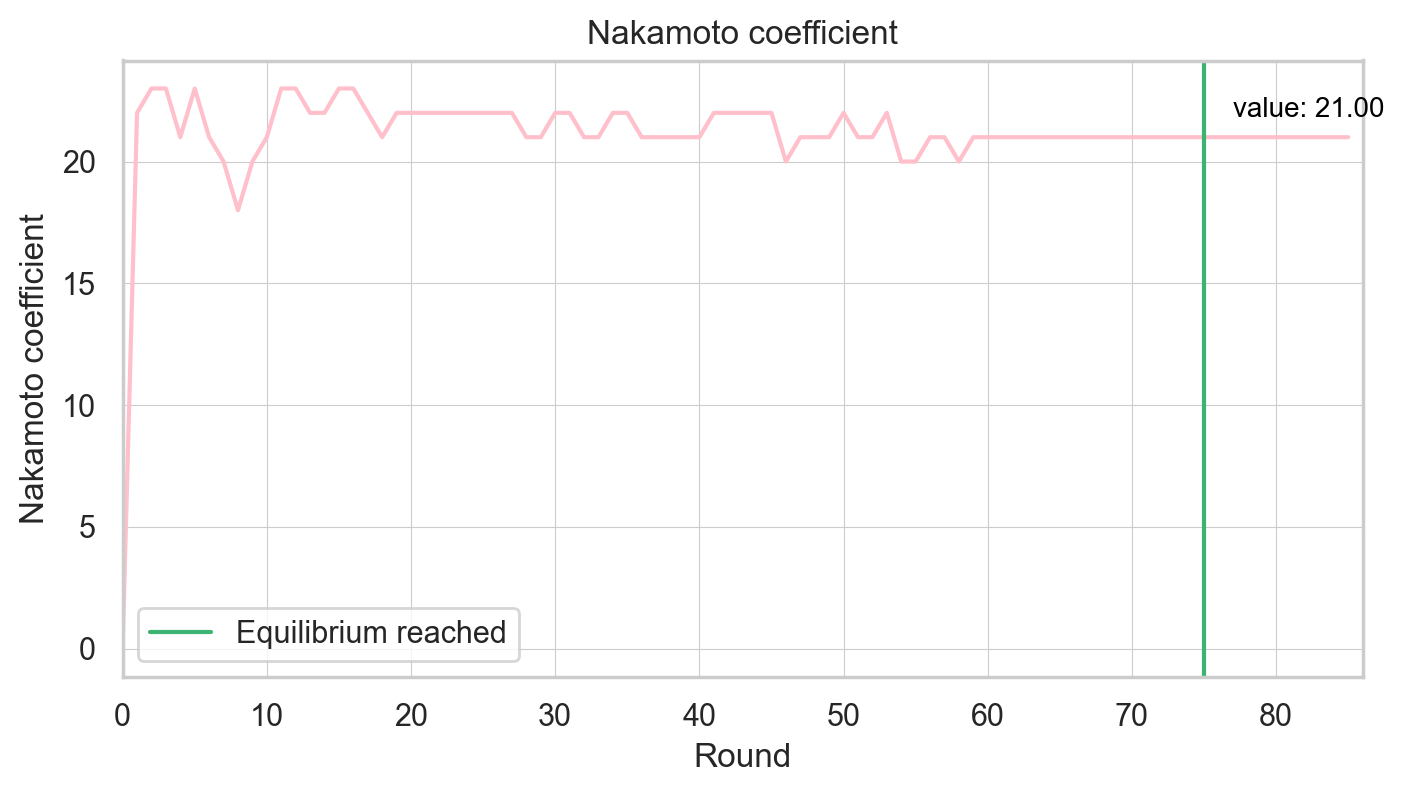 Nakamoto coefficient
value: 21.00
Nakamoto coefficient
20
15
10
5
0
Equilibrium reached
0 10 20 30 40 50 60 70 80
Round